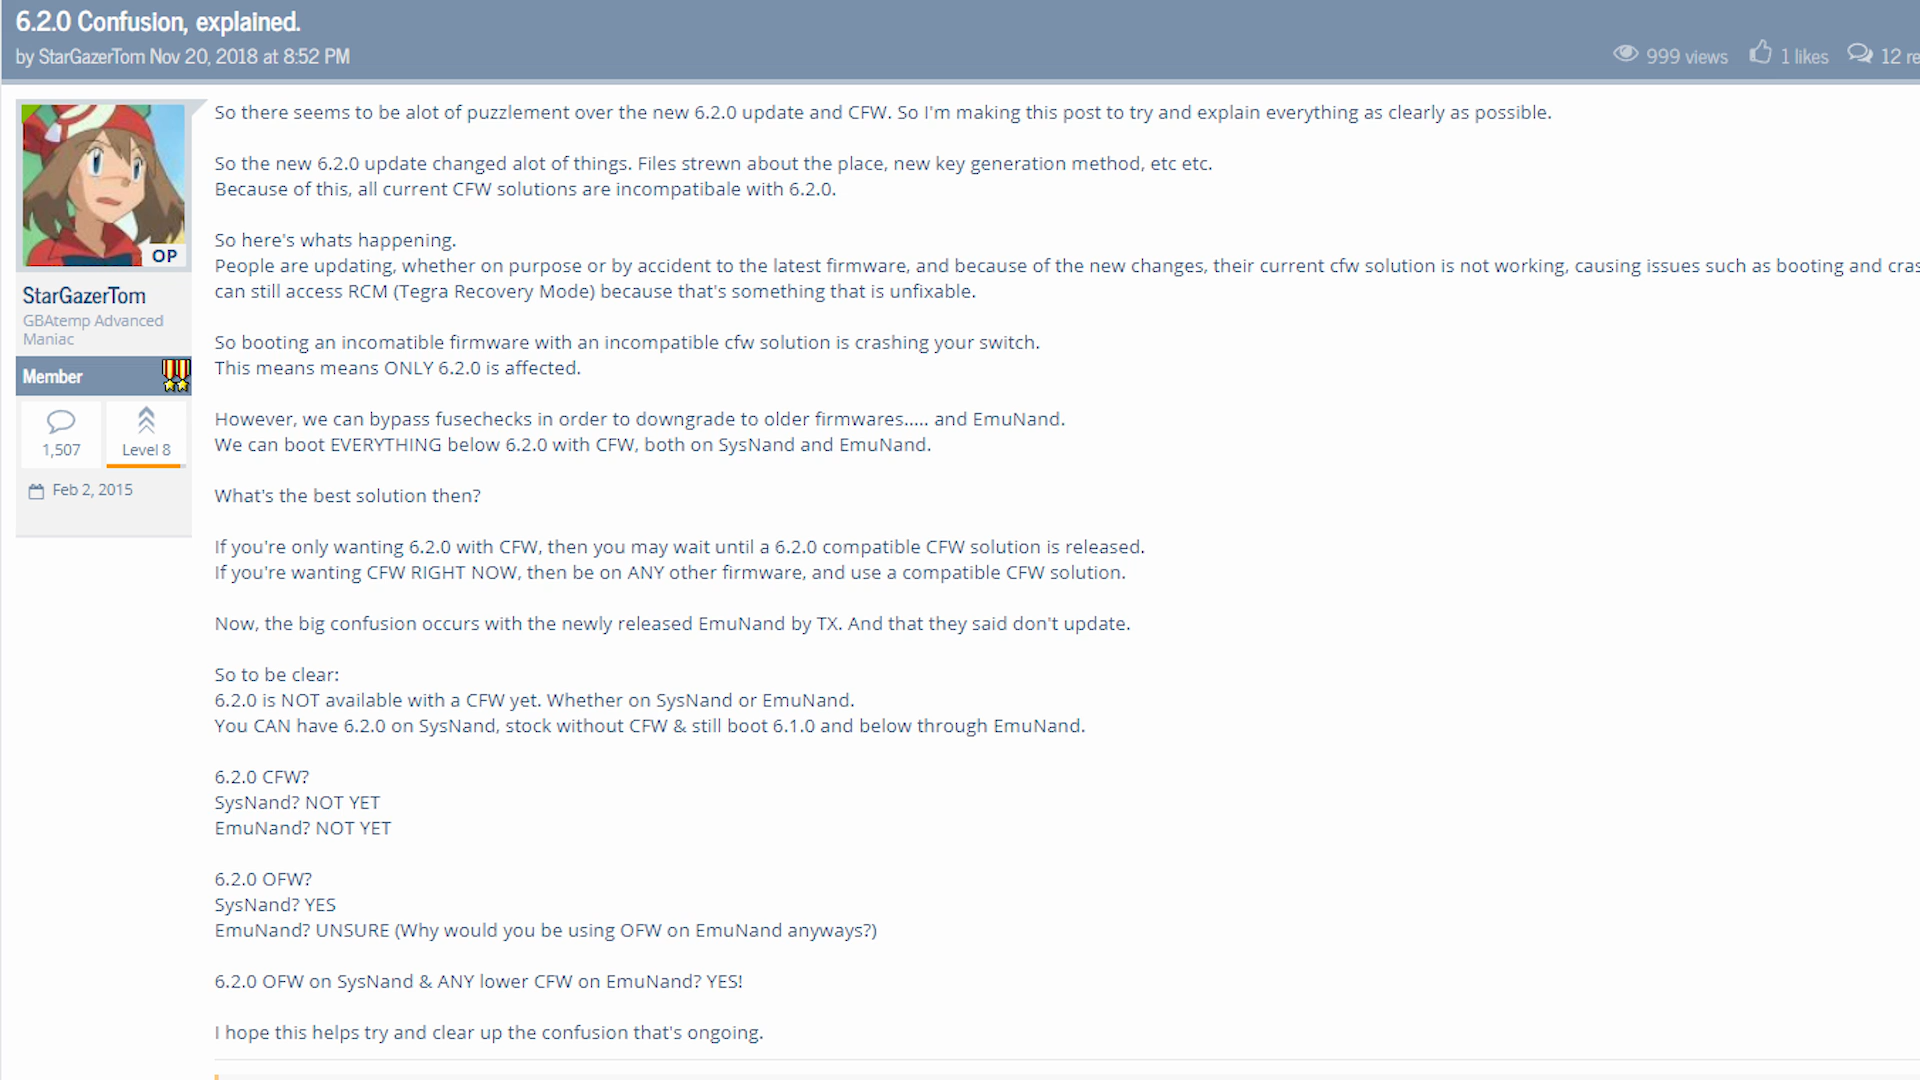 6.2.0 Confusion, explained.
by StarGazerTom Nov 20, 2018 at 8:52 PM
999 views 1 likes 12 re
OP
StarGazerTom
GBAtemp Advanced
Maniac
Member
1,507
Level 8
Feb 2, 2015
So there seems to be alot of puzzlement over the new 6.2.0 update and CFW. So I'm making this post to try and explain everything as clearly as possible.
So the new 6.2.0 update changed alot of things. Files strewn about the place, new key generation method, etc etc.
Because of this, all current CFW solutions are incompatibale with 6.2.0.
So here's whats happening.
People are updating, whether on purpose or by accident to the latest firmware, and because of the new changes, their current cfw solution is not working, causing issues such as booting and cras
can still access RCM (Tegra Recovery Mode) because that's something that is unfixable.
So booting an incomatible firmware with an incompatible cfw solution is crashing your switch.
This means means ONLY 6.2.0 is affected.
However, we can bypass fusechecks in order to downgrade to older firmwares..... and EmuNand.
We can boot EVERYTHING below 6.2.0 with CFW, both on SysNand and EmuNand.
What's the best solution then?
If you're only wanting 6.2.0 with CFW, then you may wait until a 6.2.0 compatible CFW solution is released.
If you're wanting CFW RIGHT NOW, then be on ANY other firmware, and use a compatible CFW solution.
Now, the big confusion occurs with the newly released EmuNand by TX. And that they said don't update.
So to be clear:
6.2.0 is NOT available with a CFW yet. Whether on SysNand or EmuNand.
You CAN have 6.2.0 on SysNand, stock without CFW & still boot 6.1.0 and below through EmuNand.
6.2.0 CFW?
SysNand? NOT YET
EmuNand? NOT YET
6.2.0 OFW?
SysNand? YES
EmuNand? UNSURE (Why would you be using OFW on EmuNand anyways?)
6.2.0 OFW on SysNand & ANY lower CFW on EmuNand? YES!
I hope this helps try and clear up the confusion that's ongoing.